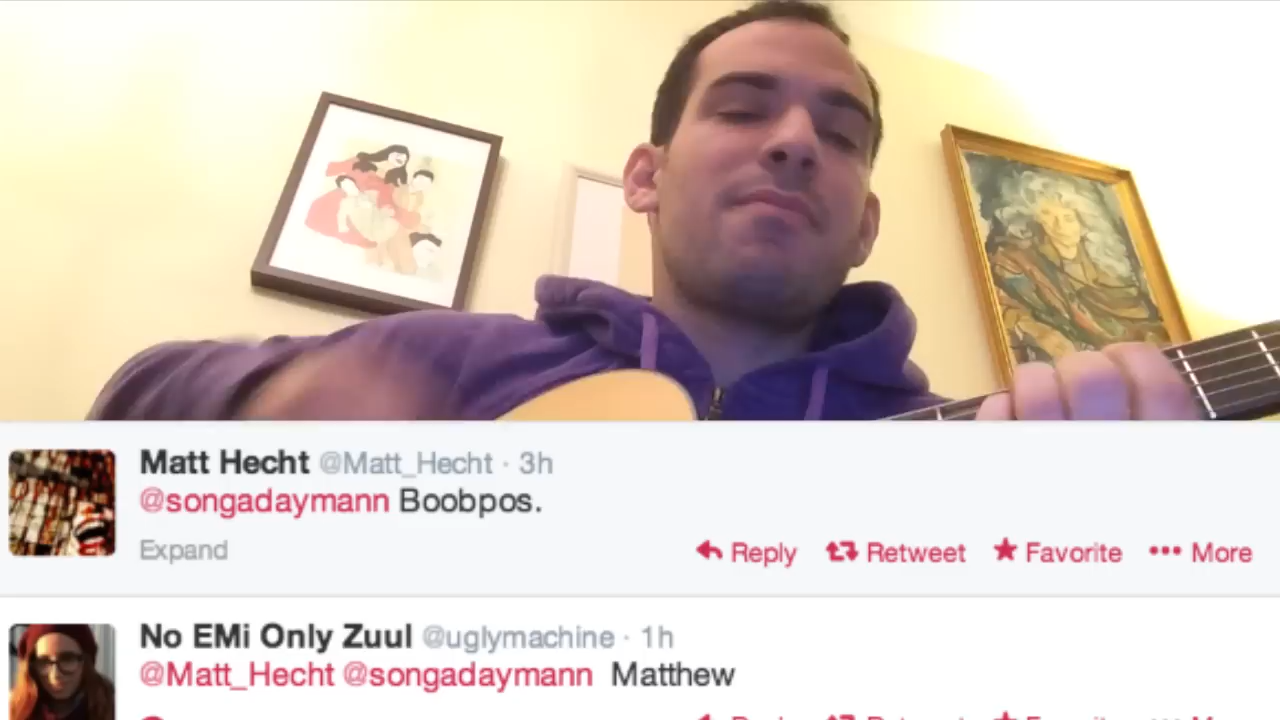 Matt Hecht @Matt_Hecht · 3h
@songadaymann Boobpos.
Expand
Reply Retweet Favorite ••• More
No EMi Only Zuul @uglymachine · 1h
@Matt_Hecht @songadaymann Matthew